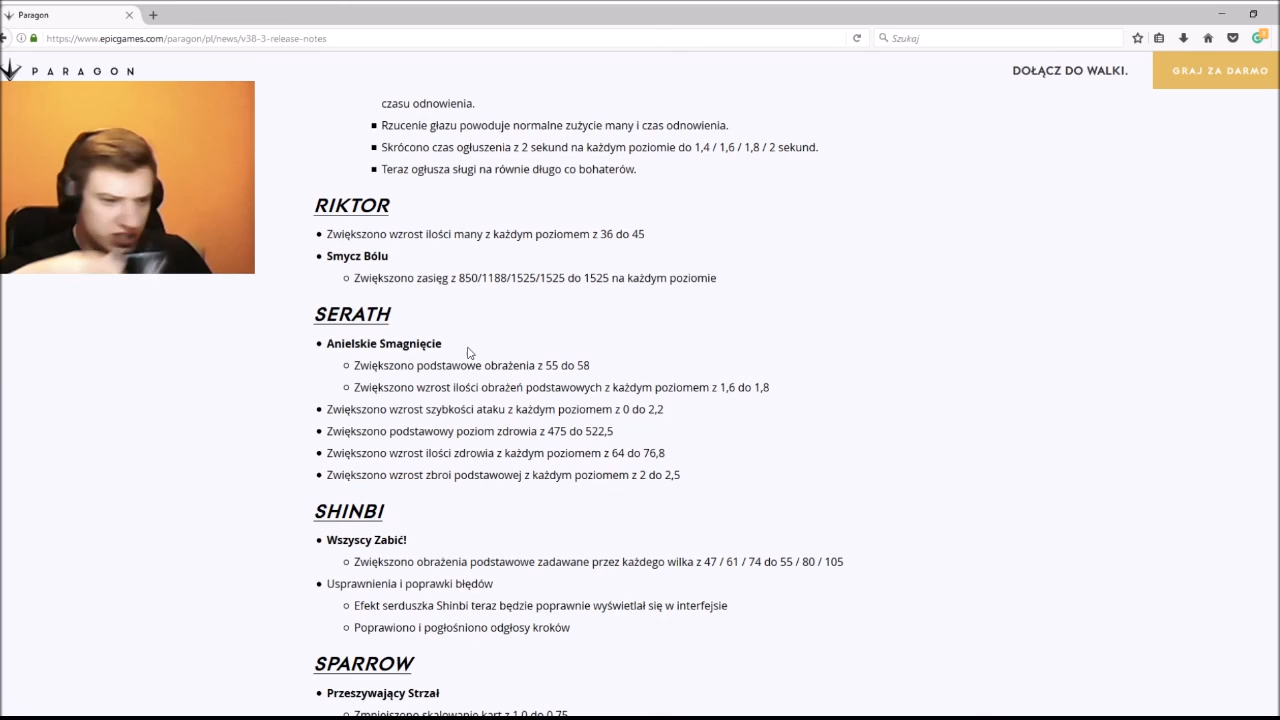 Paragon
https://www.epicgames.com/paragon/pl/news/v38-3-release-notes
Szukaj
PARAGON
DOŁĄCZ DO WALKI.
GRAJ ZA DARMO
czasu odnowienia.
Rzucenie głazu powoduje normalne zużycie many i czas odnowienia.
Skrócono czas ogłuszenia z 2 sekund na każdym poziomie do 1,4 / 1,6 / 1,8 / 2 sekund.
Teraz ogłusza sługi na równie długo co bohaterów.
RIKTOR
Zwiększono wzrost ilości many z każdym poziomem z 36 do 45
Smycz Bólu
Zwiększono zasięg z 850/1188/1525/1525 do 1525 na każdym poziomie
SERATH
Anielskie Smagnięcie
Zwiększono podstawowe obrażenia z 55 do 58
Zwiększono wzrost ilości obrażeń podstawowych z każdym poziomem z 1,6 do 1,8
Zwiększono wzrost szybkości ataku z każdym poziomem z 0 do 2,2
Zwiększono podstawowy poziom zdrowia z 475 do 522,5
Zwiększono wzrost ilości zdrowia z każdym poziomem z 64 do 76,8
Zwiększono wzrost zbroi podstawowej z każdym poziomem z 2 do 2,5
SHINBI
Wszyscy Zabić!
Zwiększono obrażenia podstawowe zadawane przez każdego wilka z 47 / 61 / 74 do 55 / 80 / 105
Usprawnienia i poprawki błędów
Efekt serduszka Shinbi teraz będzie poprawnie wyświetlał się w interfejsie
Poprawiono i pogłośniono odgłosy kroków
SPARROW
Przeszywający Strzał
Zmniejszono skalowanie kart z 1,0 do 0,75